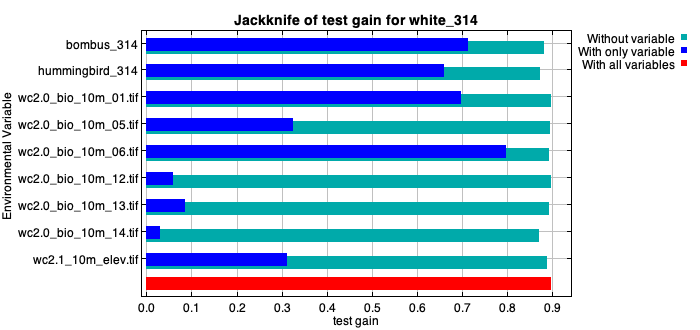 Jackknife of test gain for white_314
bombus_314
hummingbird_314
wc2.0_bio_10m_01.tif
wc2.0_bio_10m_05.tif
wc2.0_bio_10m_06.tif
wc2.0_bio_10m_12.tif
wc2.0_bio_10m_13.tif
wc2.0_bio_10m_14.tif
wc2.1_10m_elev.tif
Environmental Variable
0.0 0.1 0.2 0.3 0.4 0.5 0.6 0.7 0.8 0.9
test gain
Without variable
With only variable
With all variables